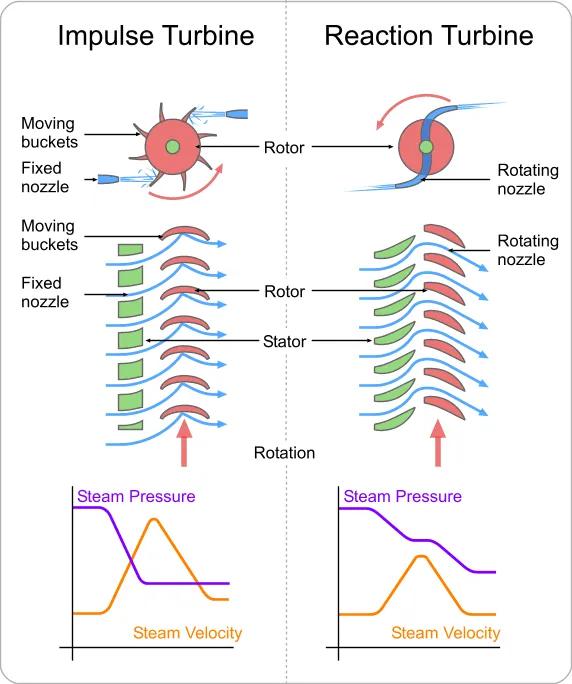 Impulse Turbine
Reaction Turbine
Moving
buckets
Fixed
nozzle
Rotor
Rotating
nozzle
Moving
buckets
Fixed
nozzle
Rotating
nozzle
Rotor
Stator
Rotation
Steam Pressure
Steam Velocity
Steam Pressure
Steam Velocity